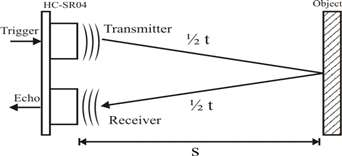 HC-SR04
Object
Trigger
Transmitter
½ t
Echo
½ t
Receiver
S